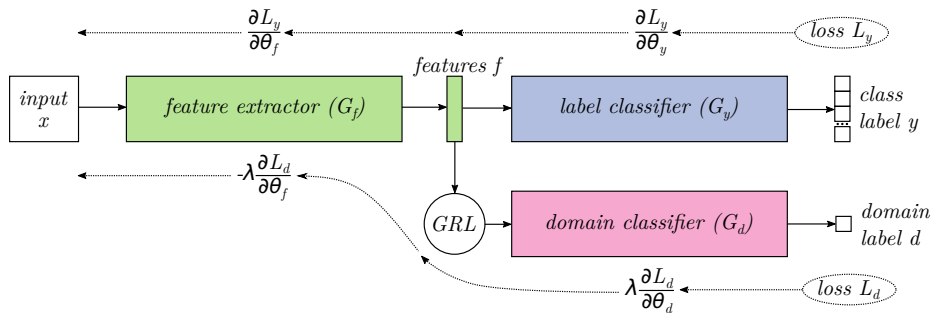 ∂L_y/∂θ_f
∂L_y/∂θ_y
loss L_y
features f
input
x
feature extractor (G_f)
label classifier (G_y)
class
label y
-λ ∂L_d/∂θ_f
GRL
domain classifier (G_d)
domain
label d
λ ∂L_d/∂θ_d
loss L_d